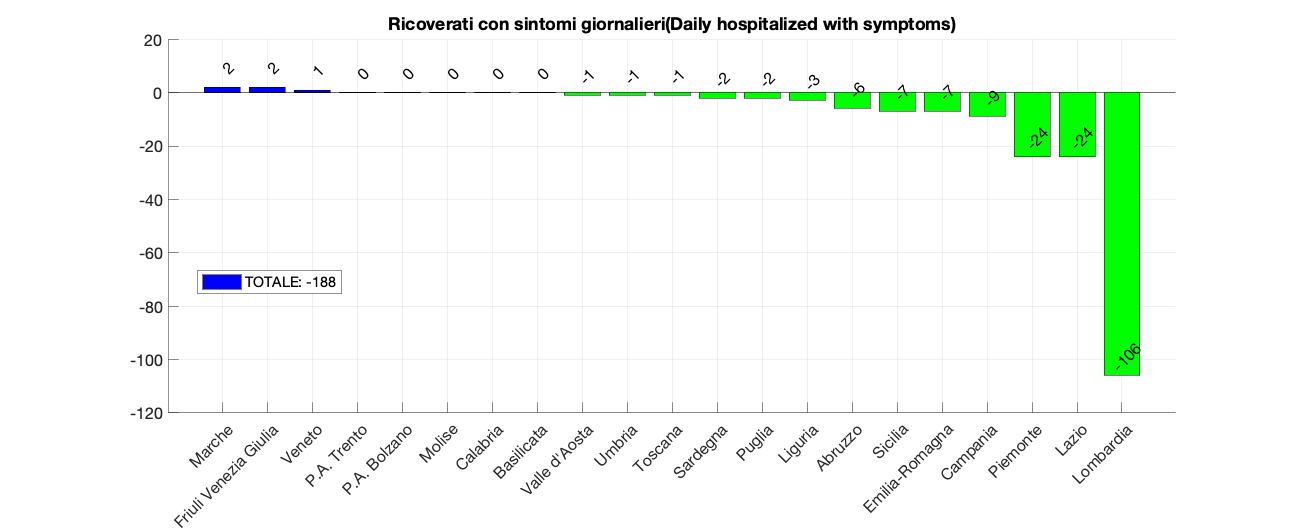 Ricoverati con sintomi giornalieri(Daily hospitalized with symptoms)
20
0
-20
-40
-60
-80
-100
-120
2
2
1
0
0
0
0
0
-1
-1
-1
-2
-2
-3
-6
-7
-7
-9
-24
-24
-106
TOTALE: -188
Marche
Friuli Venezia Giulia
Veneto
P.A. Trento
P.A. Bolzano
Molise
Calabria
Basilicata
Valle d'Aosta
Umbria
Toscana
Sardegna
Puglia
Liguria
Abruzzo
Sicilia
Emilia-Romagna
Campania
Piemonte
Lazio
Lombardia